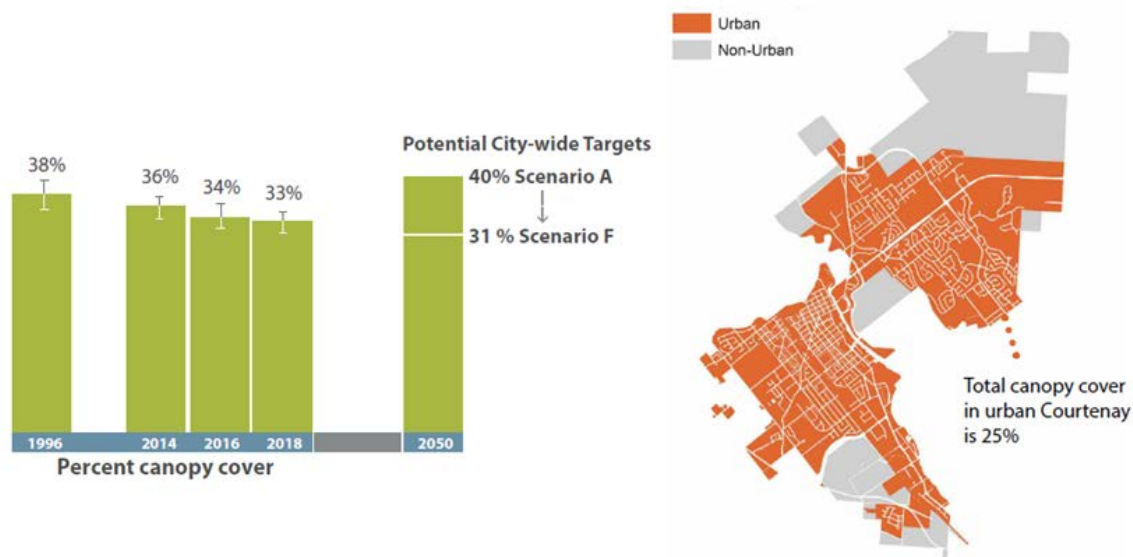 38%
36%
34%
33%
Potential City-wide Targets
40% Scenario A
31 % Scenario F
1996
2014
2016
2018
2050
Percent canopy cover
Urban
Non-Urban
Total canopy cover
in urban Courtenay
is 25%